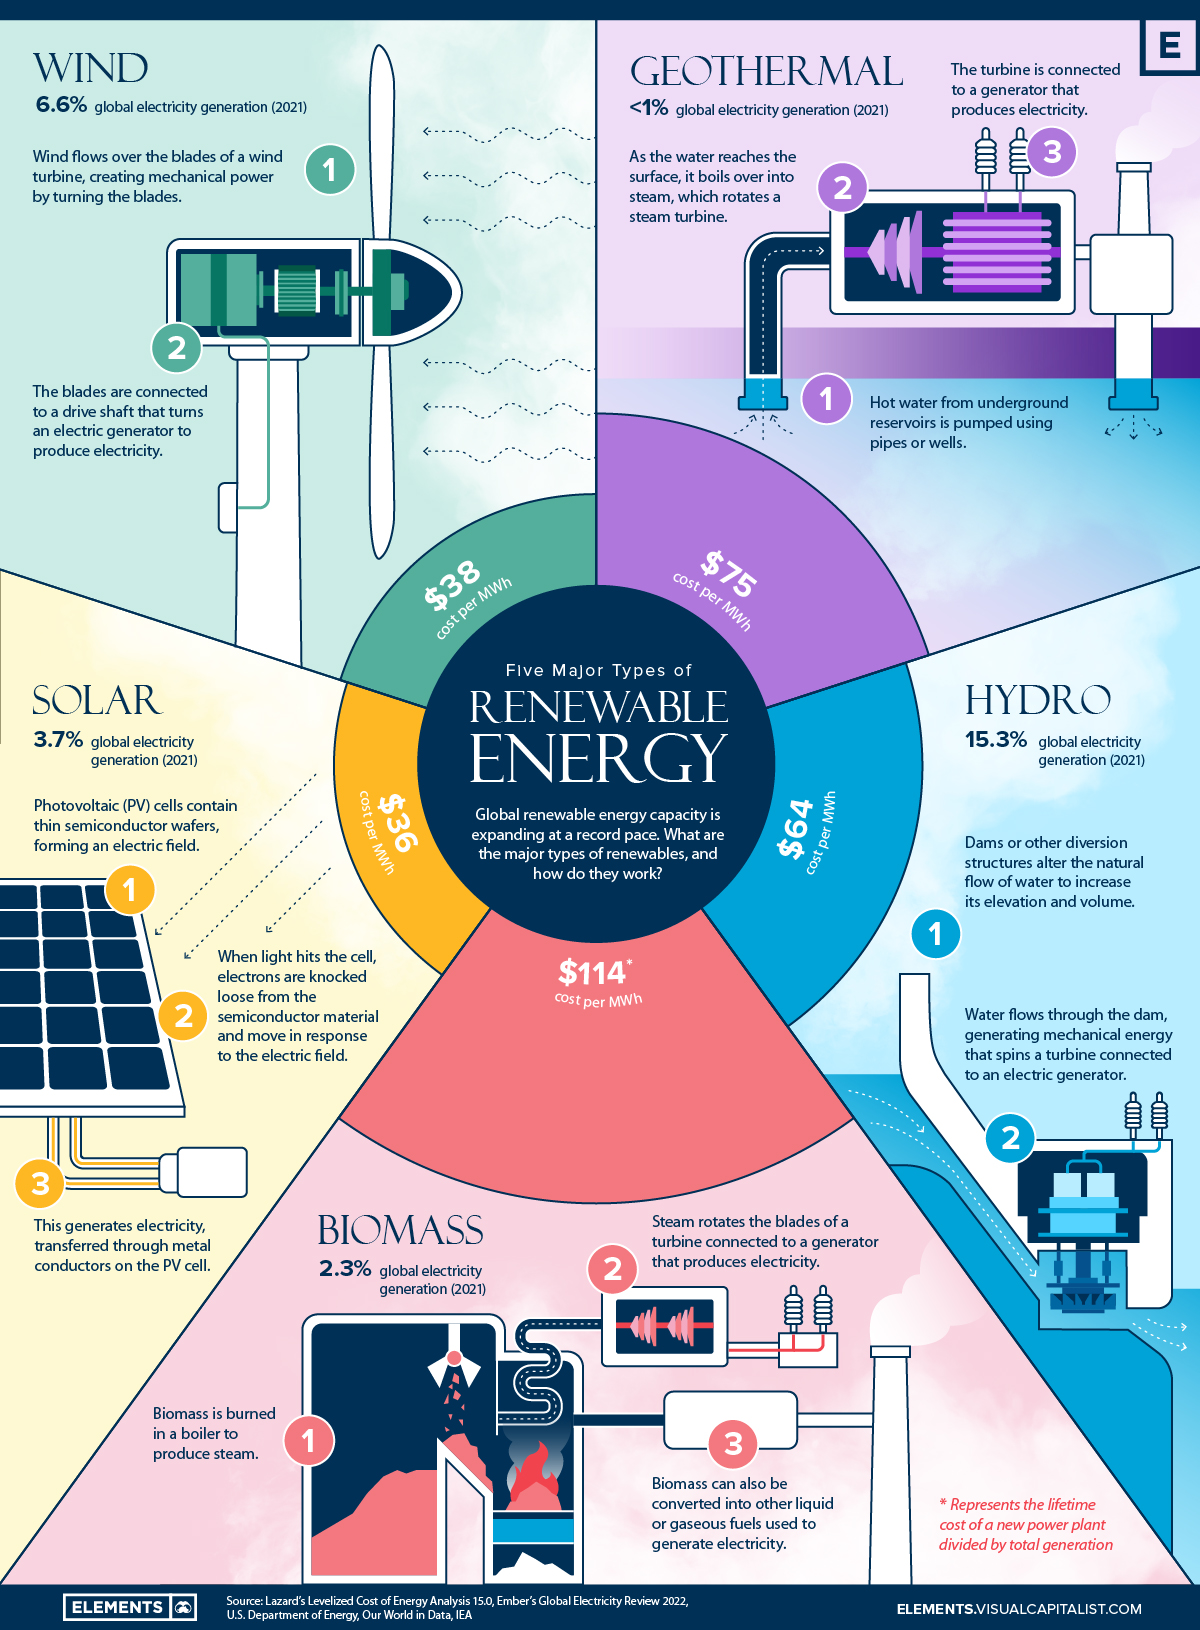 E
WIND
6.6% global electricity generation (2021)
Wind flows over the blades of a wind
turbine, creating mechanical power
by turning the blades.
1
2
The blades are connected
to a drive shaft that turns
an electric generator to
produce electricity.
$38
cost per MWh
GEOTHERMAL
<1% global electricity generation (2021)
The turbine is connected
to a generator that
produces electricity.
3
As the water reaches the
surface, it boils over into
steam, which rotates a
steam turbine.
2
1
Hot water from underground
reservoirs is pumped using
pipes or wells.
$75
cost per MWh
Five Major Types of
RENEWABLE
ENERGY
Global renewable energy capacity is
expanding at a record pace. What are
the major types of renewables, and
how do they work?
SOLAR
3.7% global electricity
generation (2021)
Photovoltaic (PV) cells contain
thin semiconductor wafers,
forming an electric field.
1
When light hits the cell,
electrons are knocked
loose from the
semiconductor material
and move in response
to the electric field.
2
3
This generates electricity,
transferred through metal
conductors on the PV cell.
$36
cost per MWh
HYDRO
15.3% global electricity
generation (2021)
Dams or other diversion
structures alter the natural
flow of water to increase
its elevation and volume.
1
Water flows through the dam,
generating mechanical energy
that spins a turbine connected
to an electric generator.
2
$64
cost per MWh
$114*
cost per MWh
BIOMASS
2.3% global electricity
generation (2021)
Steam rotates the blades of a
turbine connected to a generator
that produces electricity.
2
Biomass is burned
in a boiler to
produce steam.
1
3
Biomass can also be
converted into other liquid
or gaseous fuels used to
generate electricity.
* Represents the lifetime
cost of a new power plant
divided by total generation
ELEMENTS
Source: Lazard's Levelized Cost of Energy Analysis 15.0, Ember's Global Electricity Review 2022,
U.S. Department of Energy, Our World in Data, IEA
ELEMENTS.VISUALCAPITALIST.COM